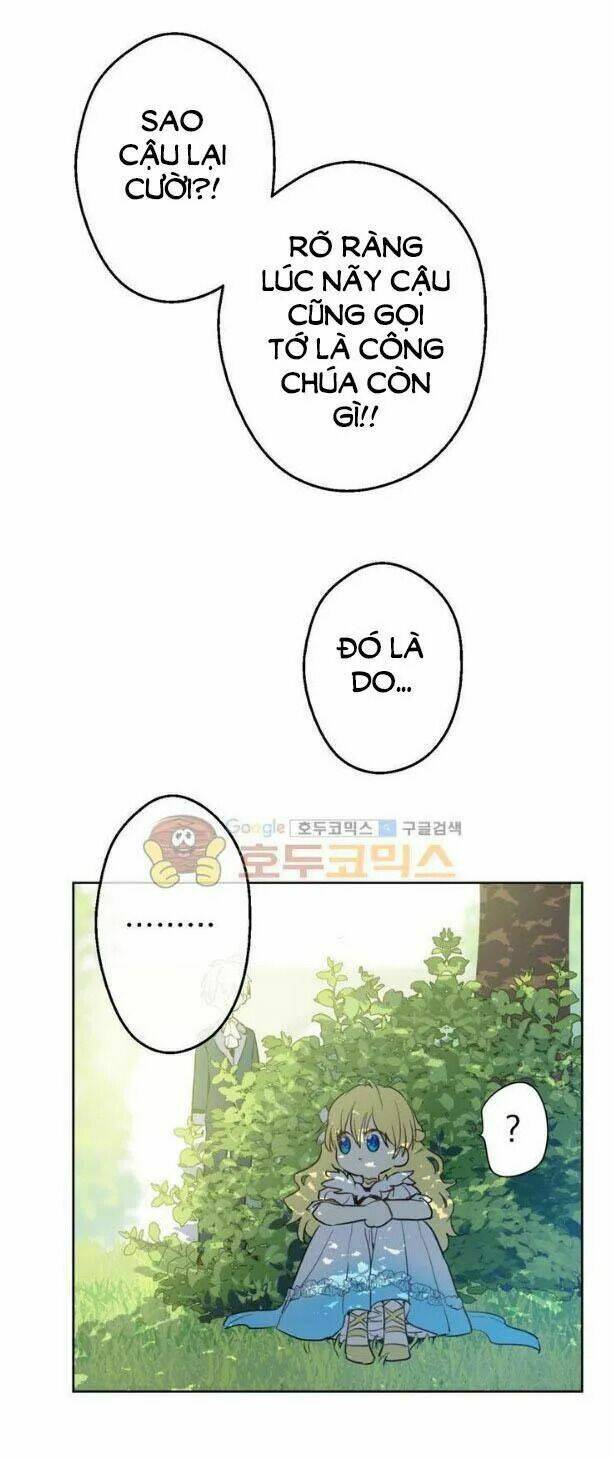 SAO
CẬU LẠI
CƯỜI?!
RÕ RÀNG
LÚC NÃY CẬU
CŨNG GỌI
TỚ LÀ CÔNG
CHÚA CÒN
GÌ!!
ĐÓ LÀ
DO...
Google 호두코믹스 구글검색
호두코믹스
.........
?